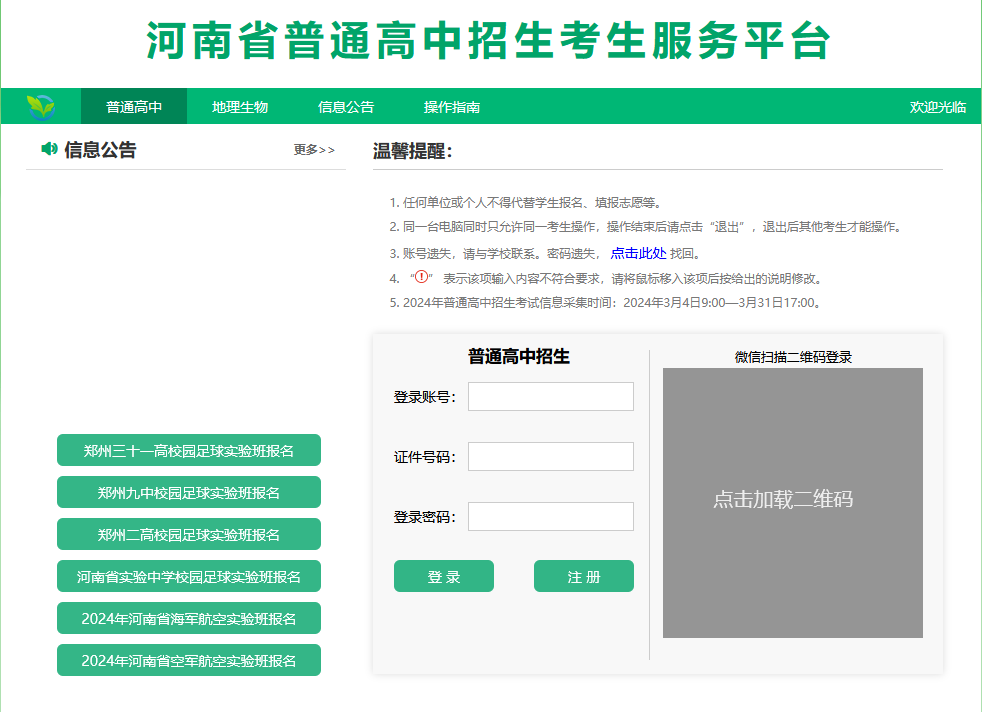 河南省普通高中招生考生服务平台
普通高中 地理生物 信息公告 操作指南 欢迎光临
信息公告 更多>>
郑州三十一高校园足球实验班报名
郑州九中校园足球实验班报名
郑州二高校园足球实验班报名
河南省实验中学校园足球实验班报名
2024年河南省海军航空实验班报名
2024年河南省空军航空实验班报名
温馨提醒：
1. 任何单位或个人不得代替学生报名、填报志愿等。
2. 同一台电脑同时只允许同一考生操作，操作结束后请点击“退出”，退出后其他考生才能操作。
3. 账号遗失，请与学校联系。密码遗失， 点击此处 找回。
4. “!” 表示该项输入内容不符合要求，请将鼠标移入该项后按给出的说明修改。
5. 2024年普通高中招生考试信息采集时间：2024年3月4日9:00—3月31日17:00。
普通高中招生
登录账号：
证件号码：
登录密码：
登 录 注 册
微信扫描二维码登录
点击加载二维码